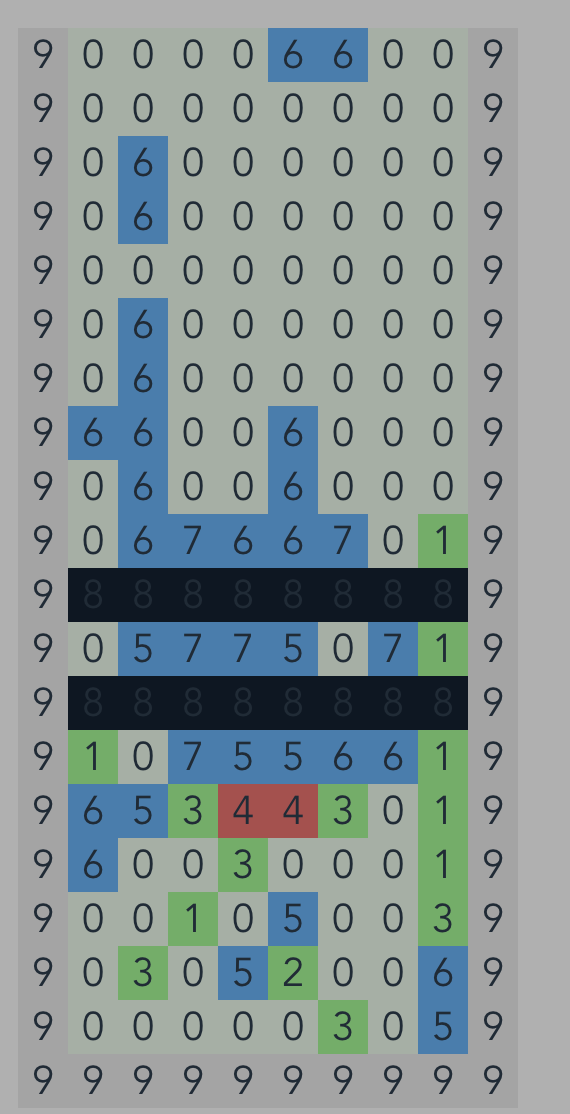 9 0 0 0 0 6 6 0 0 9
9 0 0 0 0 0 0 0 0 9
9 0 6 0 0 0 0 0 0 9
9 0 6 0 0 0 0 0 0 9
9 0 0 0 0 0 0 0 0 9
9 0 6 0 0 0 0 0 0 9
9 0 6 0 0 0 0 0 0 9
9 6 6 0 0 6 0 0 0 9
9 0 6 0 0 6 0 0 0 9
9 0 6 7 6 6 7 0 1 9
9 8 8 8 8 8 8 8 8 9
9 0 5 7 7 5 0 7 1 9
9 8 8 8 8 8 8 8 8 9
9 1 0 7 5 5 6 6 1 9
9 6 5 3 4 4 3 0 1 9
9 6 0 0 3 0 0 0 1 9
9 0 0 1 0 5 0 0 3 9
9 0 3 0 5 2 0 0 6 9
9 0 0 0 0 0 3 0 5 9
9 9 9 9 9 9 9 9 9 9